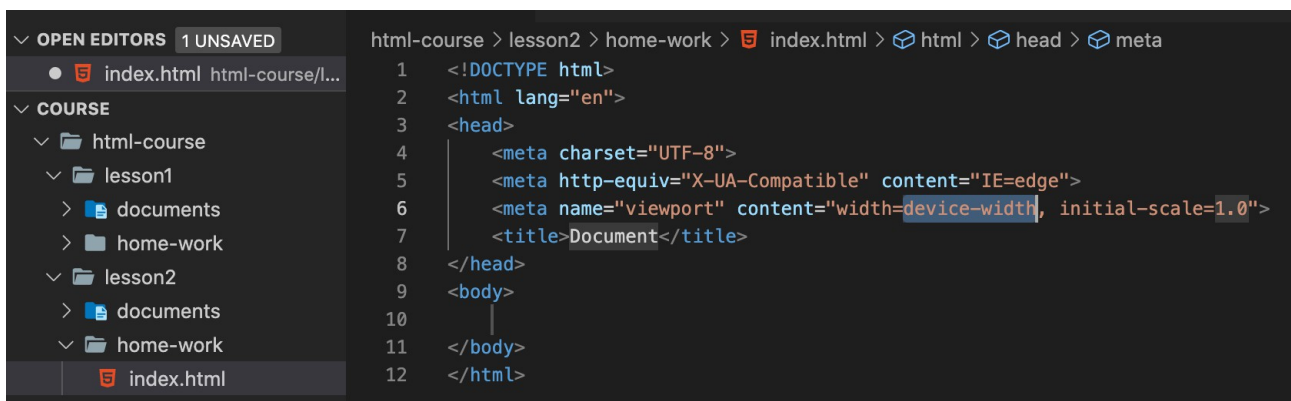 OPEN EDITORS 1 UNSAVED
index.html html-course/l...
COURSE
html-course
lesson1
documents
home-work
lesson2
documents
home-work
index.html
html-course > lesson2 > home-work > index.html > html > head > meta
1 <!DOCTYPE html>
2 <html lang="en">
3 <head>
4 <meta charset="UTF-8">
5 <meta http-equiv="X-UA-Compatible" content="IE=edge">
6 <meta name="viewport" content="width=device-width, initial-scale=1.0">
7 <title>Document</title>
8 </head>
9 <body>
10
11 </body>
12 </html>